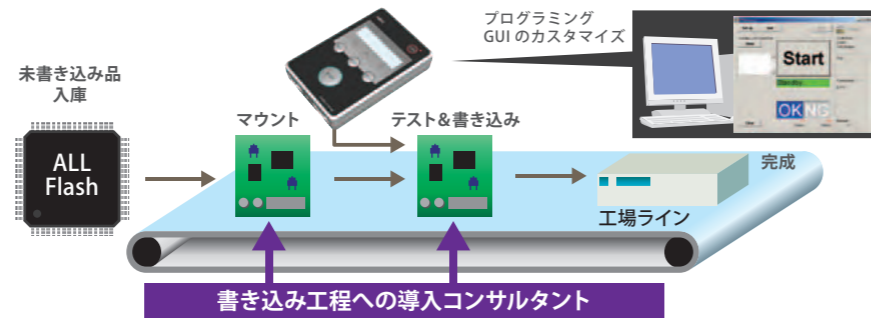 プログラミング
GUI のカスタマイズ
未書き込み品
入庫
ALL
Flash
マウント
テスト＆書き込み
Start
OK NG
完成
工場ライン
書き込み工程への導入コンサルタント